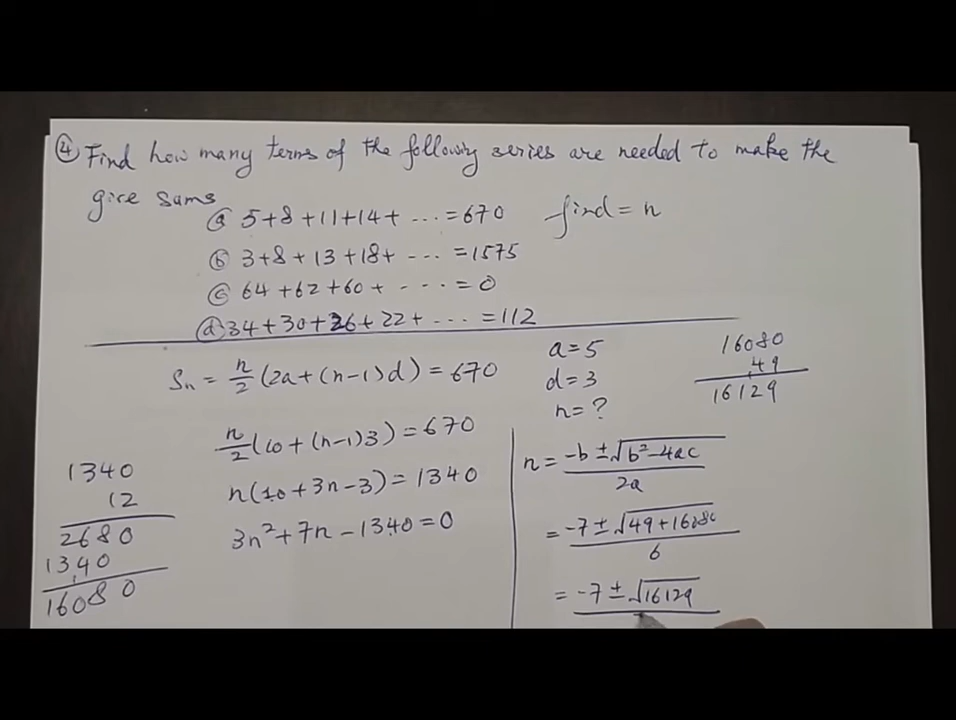 ④ Find how many terms of the following series are needed to make the
give sums
ⓐ 5+8+11+14+ ... =670 find = n
ⓑ 3+8+13+18+ ... =1575
ⓒ 64+62+60+ ... =0
ⓓ 34+30+26+22+ ... =112
Sn = n/2 (2a+(n-1)d) = 670
n/2 (10+(n-1)3) = 670
n(10+3n-3) = 1340
3n²+7n-1340=0
a=5
d=3
n=?
16080
49
16129
1340
12
2680
1340
16080
n = -b ± √b²-4ac / 2a
= -7 ± √49+16080 / 6
= -7 ± √16129